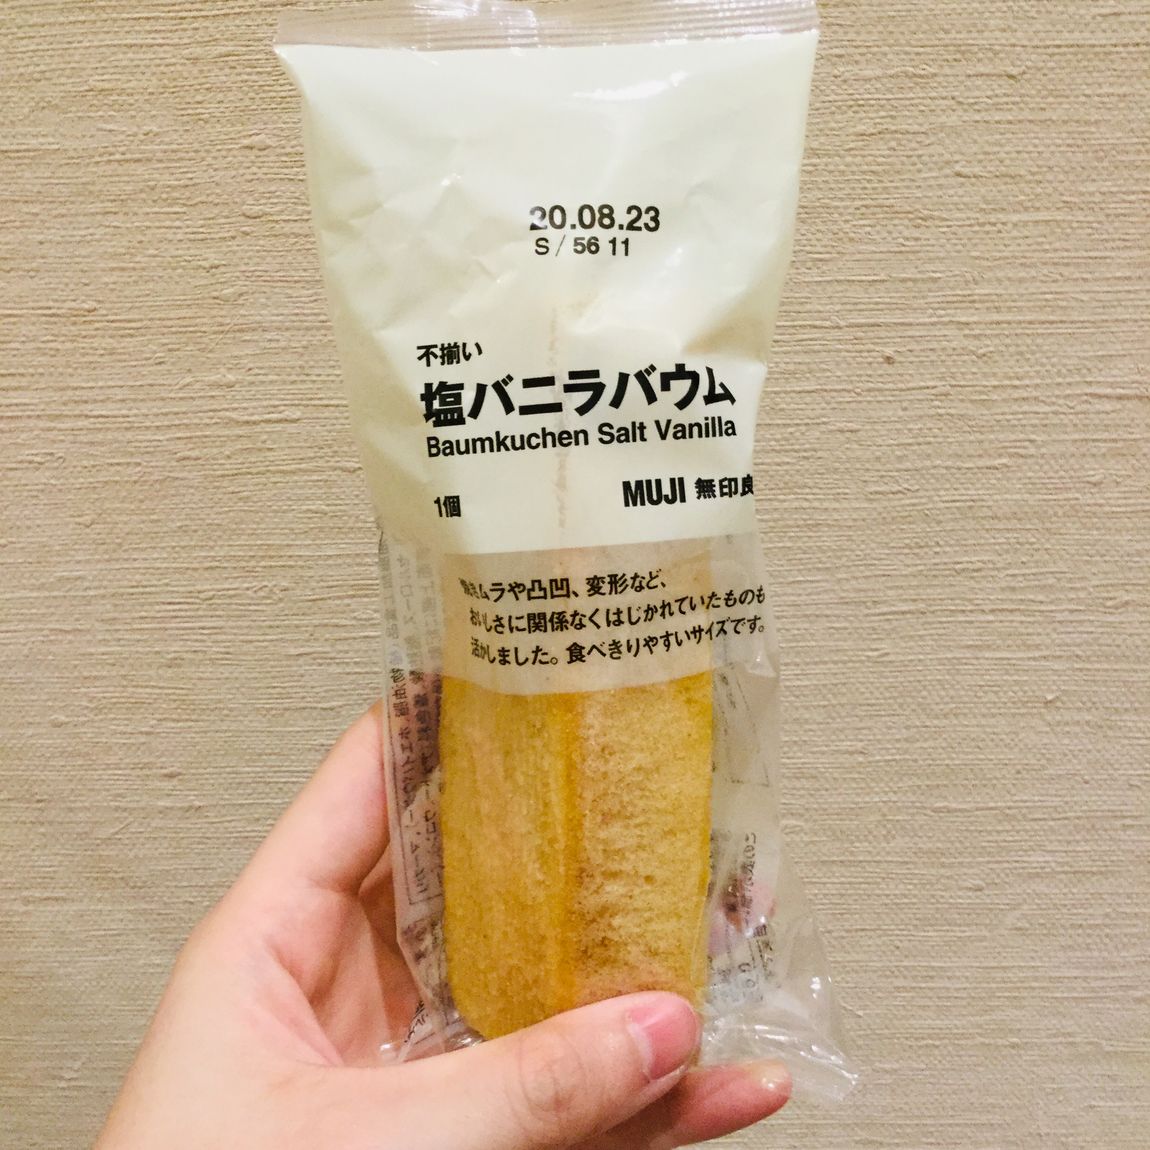 20.08.23
S/ 56 11
不揃い
塩バニラバウム
Baumkuchen Salt Vanilla
1個
MUJI 無印良
焼きムラや凸凹、変形など、
おいしさに関係なくはじかれていたものも
活かしました。食べきりやすいサイズです。